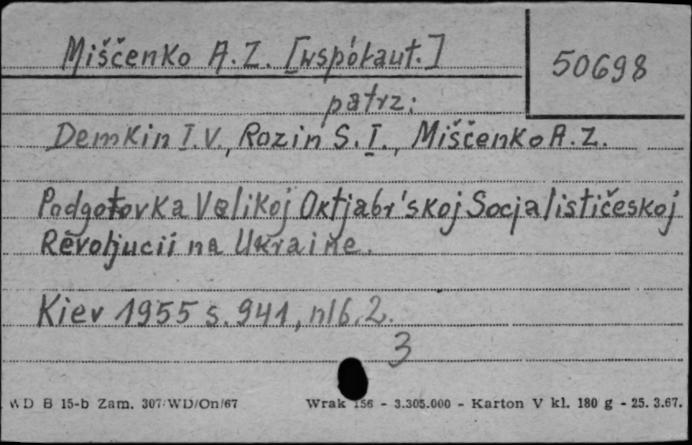 Miščenko A.Z. [współaut.]
50698
patrz:
Demkin I.V., Rozin S.I., Miščenko A.Z.
Podgotovka Velikoj Oktjabr'skoj Socjalističeskoj
Revoljucii na Ukraine.
Kiev 1955 s. 941, nlb. 2.
3
WD B 15-b Zam. 307/WD/On/67 Wrak 156 - 3.305.000 - Karton V kl. 180 g - 25. 3.67.